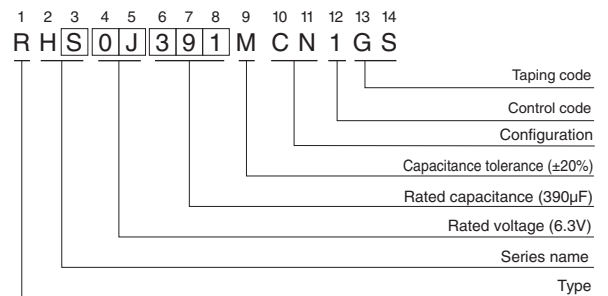 1 2 3 4 5 6 7 8 9 10 11 12 13 14
R H S 0 J 3 9 1 M C N 1 G S
Taping code
Control code
Configuration
Capacitance tolerance (±20%)
Rated capacitance (390µF)
Rated voltage (6.3V)
Series name
Type